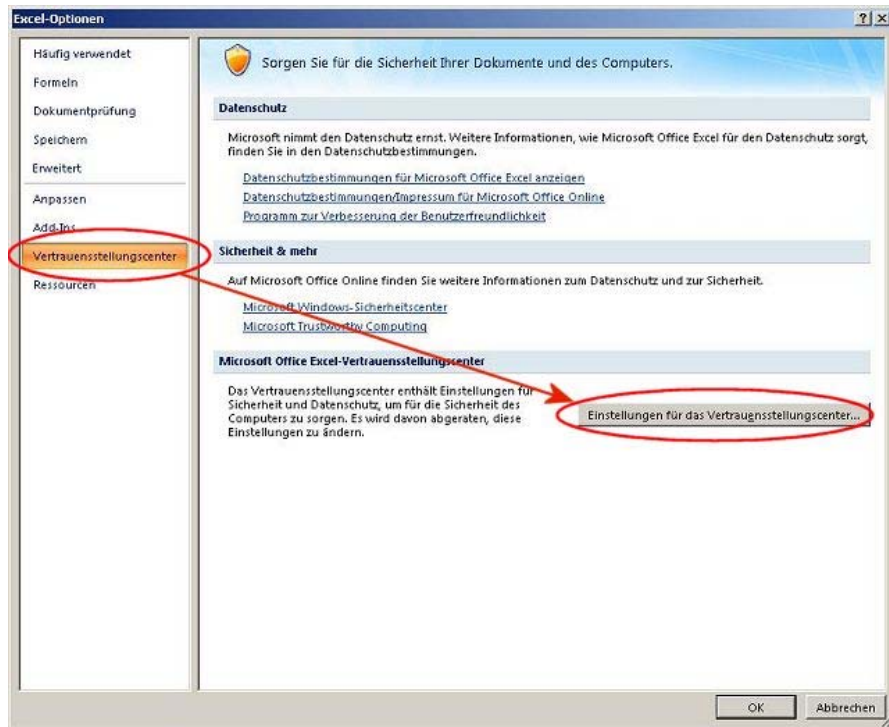 Excel-Optionen
Häufig verwendet
Formeln
Dokumentprüfung
Speichern
Erweitert
Anpassen
Add-Ins
Vertrauensstellungscenter
Ressourcen
Sorgen Sie für die Sicherheit Ihrer Dokumente und des Computers.
Datenschutz
Microsoft nimmt den Datenschutz ernst. Weitere Informationen, wie Microsoft Office Excel für den Datenschutz sorgt,
finden Sie in den Datenschutzbestimmungen.
Datenschutzbestimmungen für Microsoft Office Excel anzeigen
Datenschutzbestimmungen/Impressum für Microsoft Office Online
Programm zur Verbesserung der Benutzerfreundlichkeit
Sicherheit & mehr
Auf Microsoft Office Online finden Sie weitere Informationen zum Datenschutz und zur Sicherheit.
Microsoft Windows-Sicherheitscenter
Microsoft Trustworthy Computing
Microsoft Office Excel-Vertrauensstellungscenter
Das Vertrauensstellungscenter enthält Einstellungen für
Sicherheit und Datenschutz, um für die Sicherheit des
Computers zu sorgen. Es wird davon abgeraten, diese
Einstellungen zu ändern.
Einstellungen für das Vertrauensstellungscenter...
OK
Abbrechen